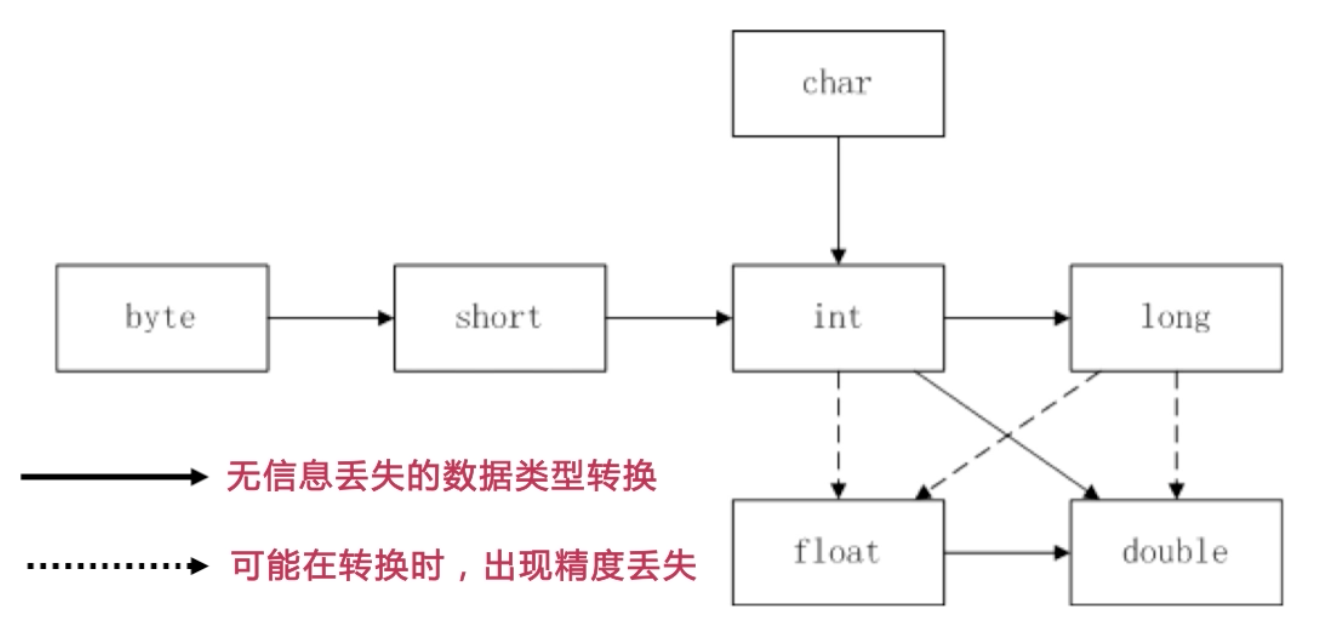 char
byte
short
int
long
无信息丢失的数据类型转换
float
double
可能在转换时，出现精度丢失